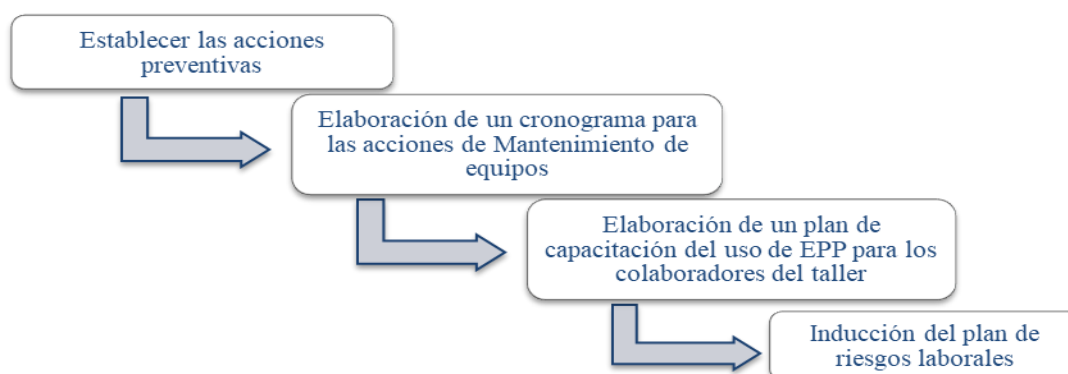 Establecer las acciones
preventivas
Elaboración de un cronograma para
las acciones de Mantenimiento de
equipos
Elaboración de un plan de
capacitación del uso de EPP para los
colaboradores del taller
Inducción del plan de
riesgos laborales